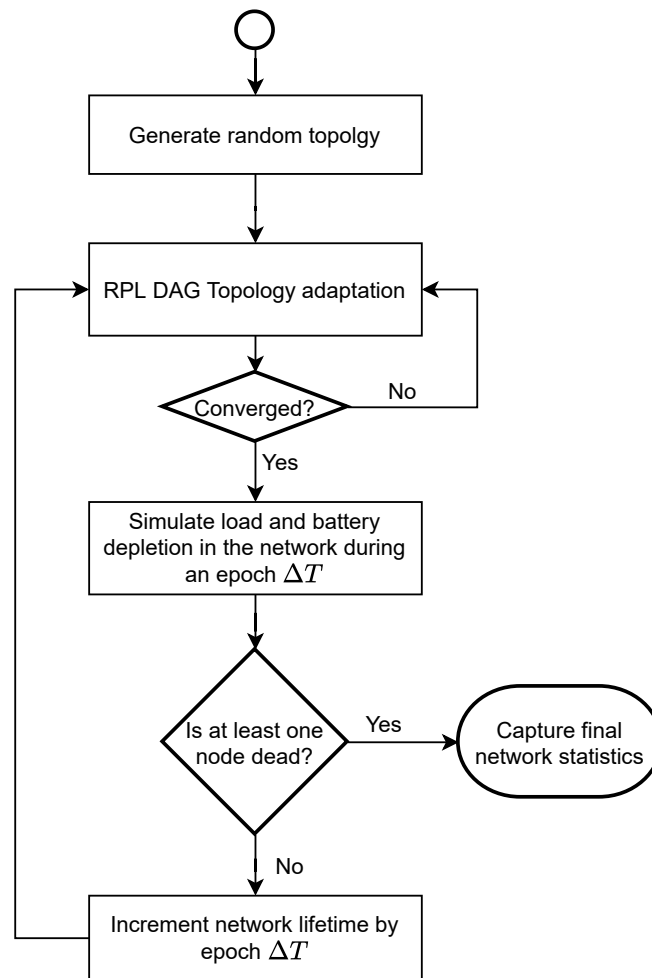 Generate random topolgy
RPL DAG Topology adaptation
Converged?
No
Yes
Simulate load and battery
depletion in the network during
an epoch ΔT
Is at least one
node dead?
Yes
Capture final
network statistics
No
Increment network lifetime by
epoch ΔT